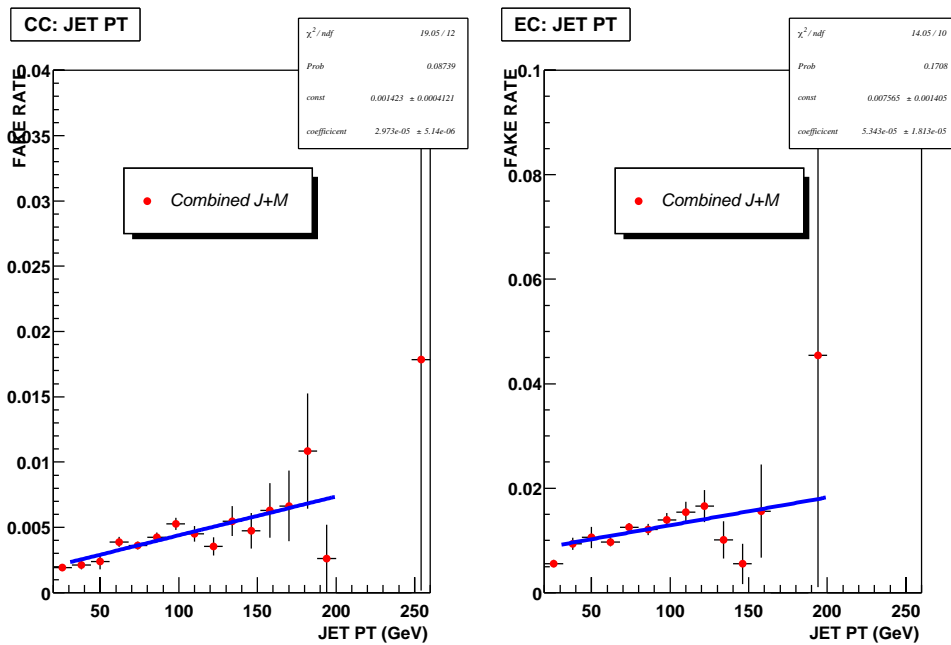 CC: JET PT
χ² / ndf 19.05 / 12
Prob 0.08739
const 0.001423 ± 0.0004121
coefficicent 2.973e-05 ± 5.14e-06
FAKE RATE
0.04
0.035
0.03
0.025
0.02
0.015
0.01
0.005
0
Combined J+M
50 100 150 200 250
JET PT (GeV)
EC: JET PT
χ² / ndf 14.05 / 10
Prob 0.1708
const 0.007565 ± 0.001405
coefficicent 5.343e-05 ± 1.813e-05
FAKE RATE
0.1
0.08
0.06
0.04
0.02
0
Combined J+M
50 100 150 200 250
JET PT (GeV)